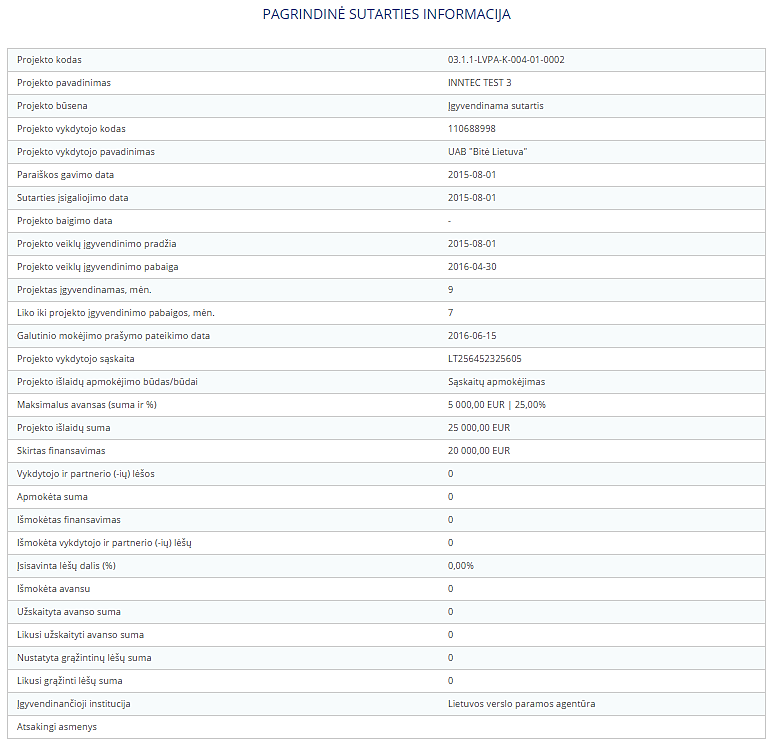 PAGRINDINĖ SUTARTIES INFORMACIJA
Projekto kodas 03.1.1-LVPA-K-004-01-0002
Projekto pavadinimas INNTEC TEST 3
Projekto būsena Įgyvendinama sutartis
Projekto vykdytojo kodas 110688998
Projekto vykdytojo pavadinimas UAB "Bitė Lietuva"
Paraiškos gavimo data 2015-08-01
Sutarties įsigaliojimo data 2015-08-01
Projekto baigimo data -
Projekto veiklų įgyvendinimo pradžia 2015-08-01
Projekto veiklų įgyvendinimo pabaiga 2016-04-30
Projektas įgyvendinamas, mėn. 9
Liko iki projekto įgyvendinimo pabaigos, mėn. 7
Galutinio mokėjimo prašymo pateikimo data 2016-06-15
Projekto vykdytojo sąskaita LT256452325605
Projekto išlaidų apmokėjimo būdas/būdai Sąskaitų apmokėjimas
Maksimalus avansas (suma ir %) 5 000,00 EUR | 25,00%
Projekto išlaidų suma 25 000,00 EUR
Skirtas finansavimas 20 000,00 EUR
Vykdytojo ir partnerio (-ių) lėšos 0
Apmokėta suma 0
Išmokėtas finansavimas 0
Išmokėta vykdytojo ir partnerio (-ių) lėšų 0
Įsisavinta lėšų dalis (%) 0,00%
Išmokėta avansu 0
Užskaityta avanso suma 0
Likusi užskaityti avanso suma 0
Nustatyta grąžintinų lėšų suma 0
Likusi grąžinti lėšų suma 0
Įgyvendinančioji institucija Lietuvos verslo paramos agentūra
Atsakingi asmenys